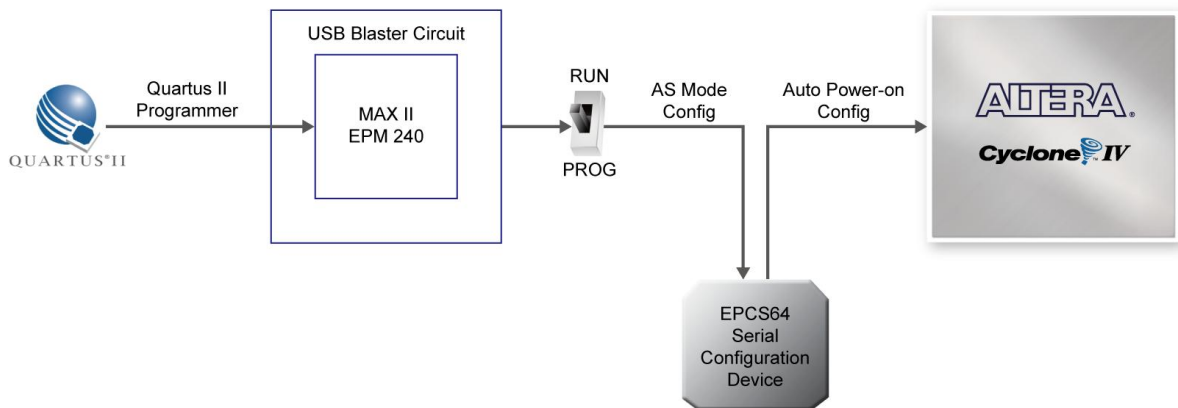 USB Blaster Circuit
Quartus II
Programmer
MAX II
EPM 240
QUARTUS®II
RUN
PROG
AS Mode
Config
Auto Power-on
Config
ALTERA®
Cyclone™ IV
EPCS64
Serial
Configuration
Device